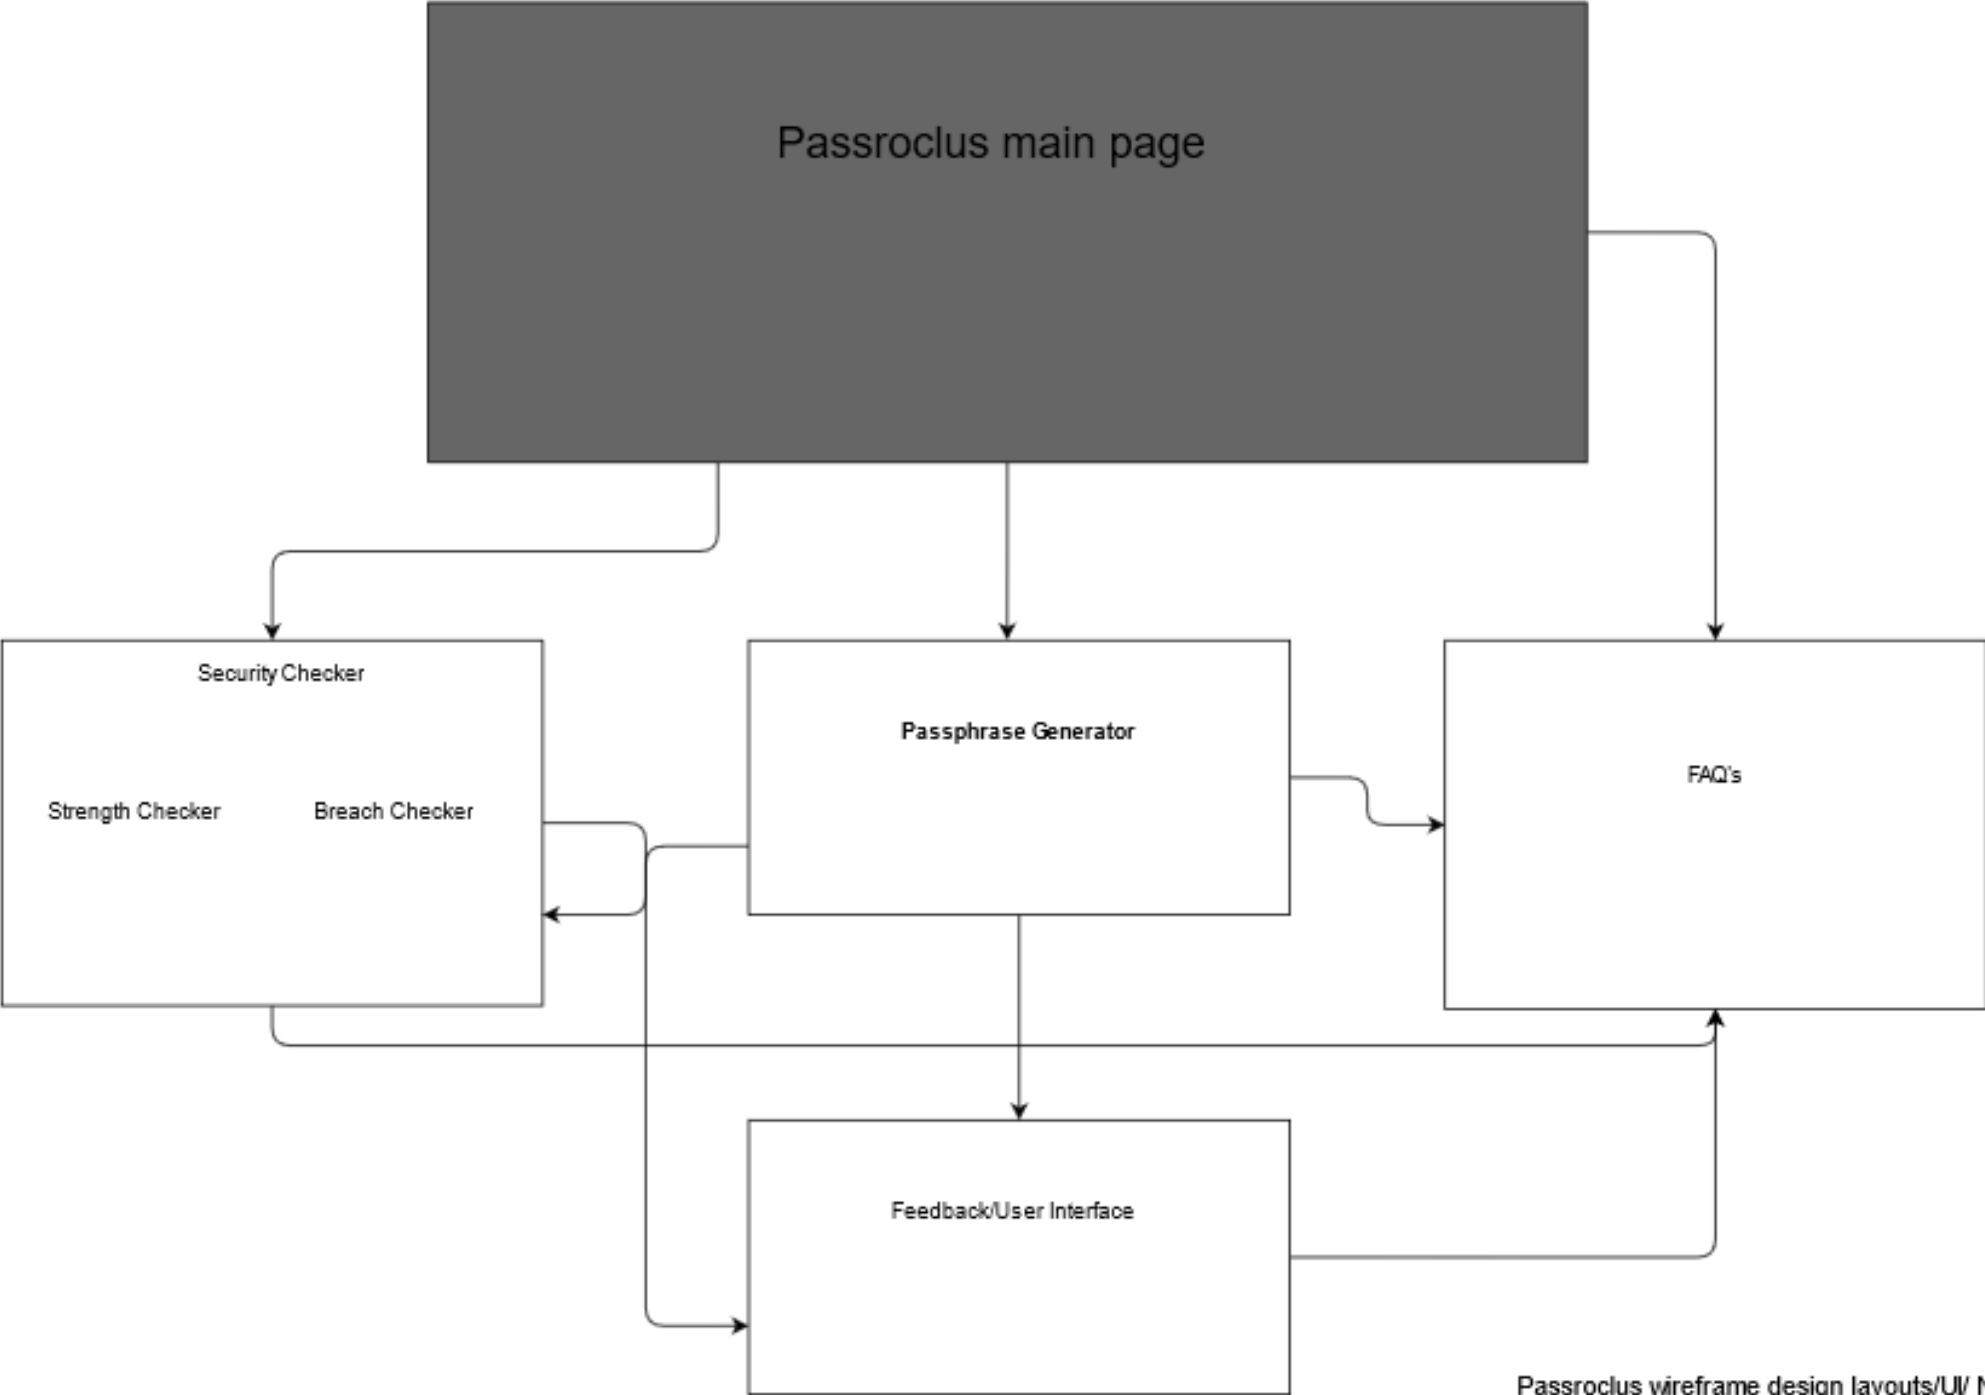 Passroclus main page
Security Checker
Strength Checker
Breach Checker
Passphrase Generator
FAQ's
Feedback/User Interface
Passroclus wireframe design layouts/UI/